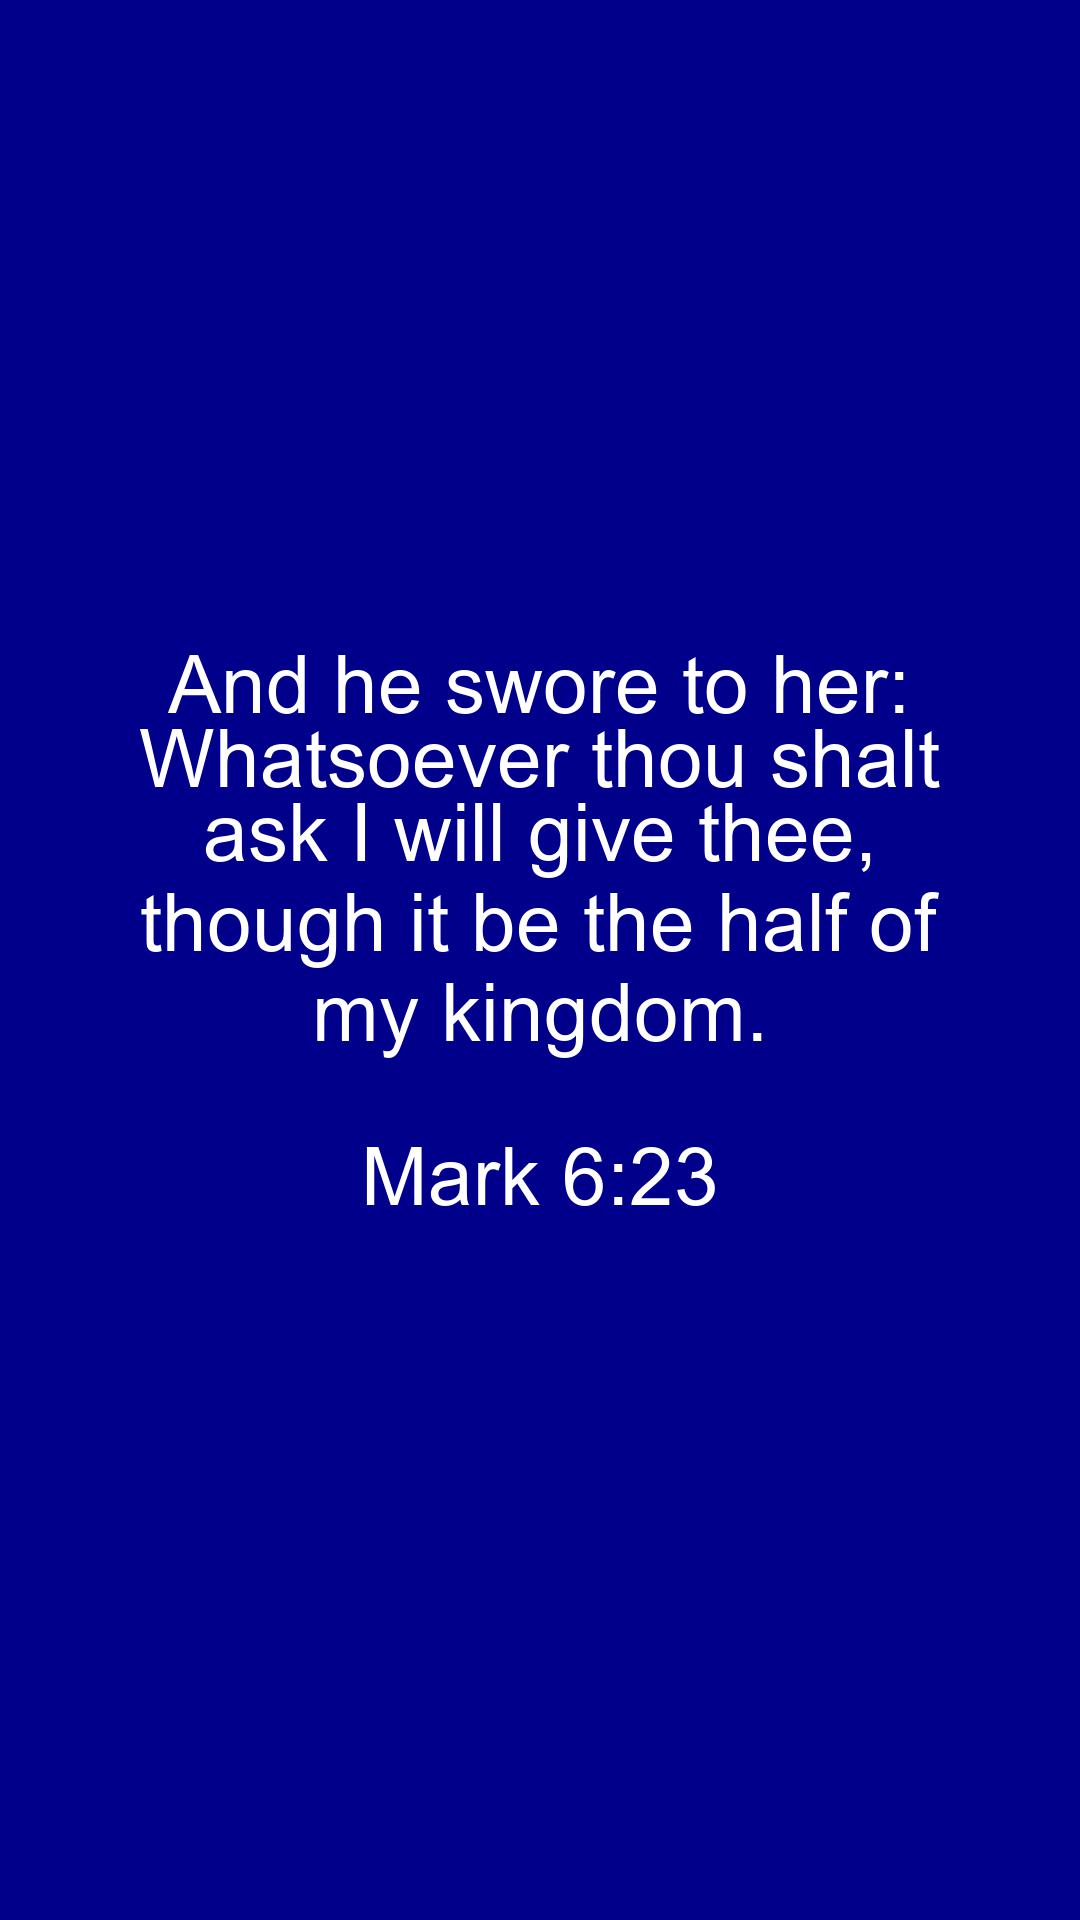 And he swore to her:
Whatsoever thou shalt
ask I will give thee,
though it be the half of
my kingdom.
Mark 6:23